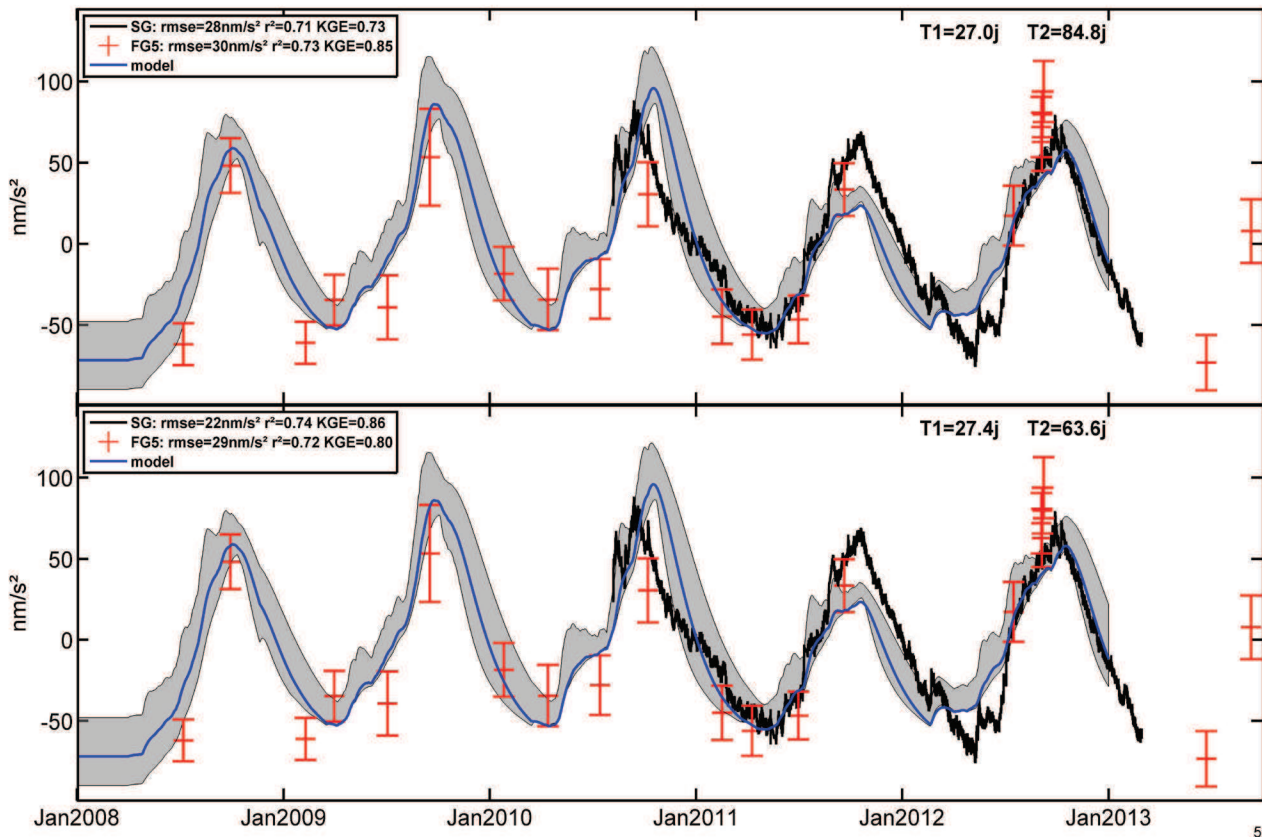 SG: rmse=28nm/s² r²=0.71 KGE=0.73
FG5: rmse=30nm/s² r²=0.73 KGE=0.85
model
T1=27.0j T2=84.8j
100
50
0
-50
nm/s²
SG: rmse=22nm/s² r²=0.74 KGE=0.86
FG5: rmse=29nm/s² r²=0.72 KGE=0.80
model
T1=27.4j T2=63.6j
100
50
0
-50
nm/s²
Jan2008 Jan2009 Jan2010 Jan2011 Jan2012 Jan2013
5